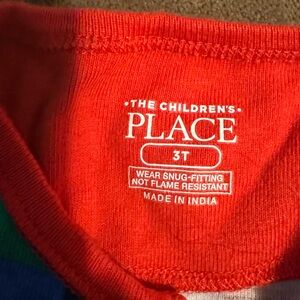 •THE CHILDREN'S•
PLACE
3T
WEAR SNUG-FITTING
NOT FLAME RESISTANT
MADE IN INDIA